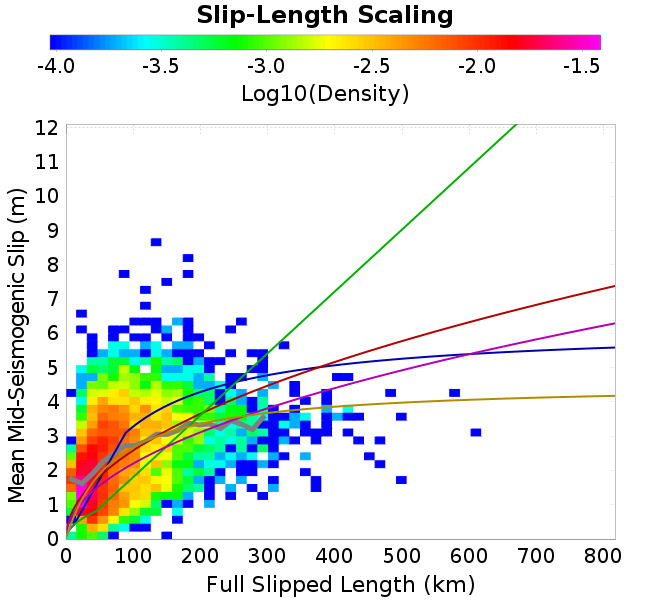 Slip-Length Scaling
-4.0 -3.5 -3.0 -2.5 -2.0 -1.5
Log10(Density)
12
11
10
9
8
7
6
5
4
3
2
1
0
Mean Mid-Seismogenic Slip (m)
0 100 200 300 400 500 600 700 800
Full Slipped Length (km)